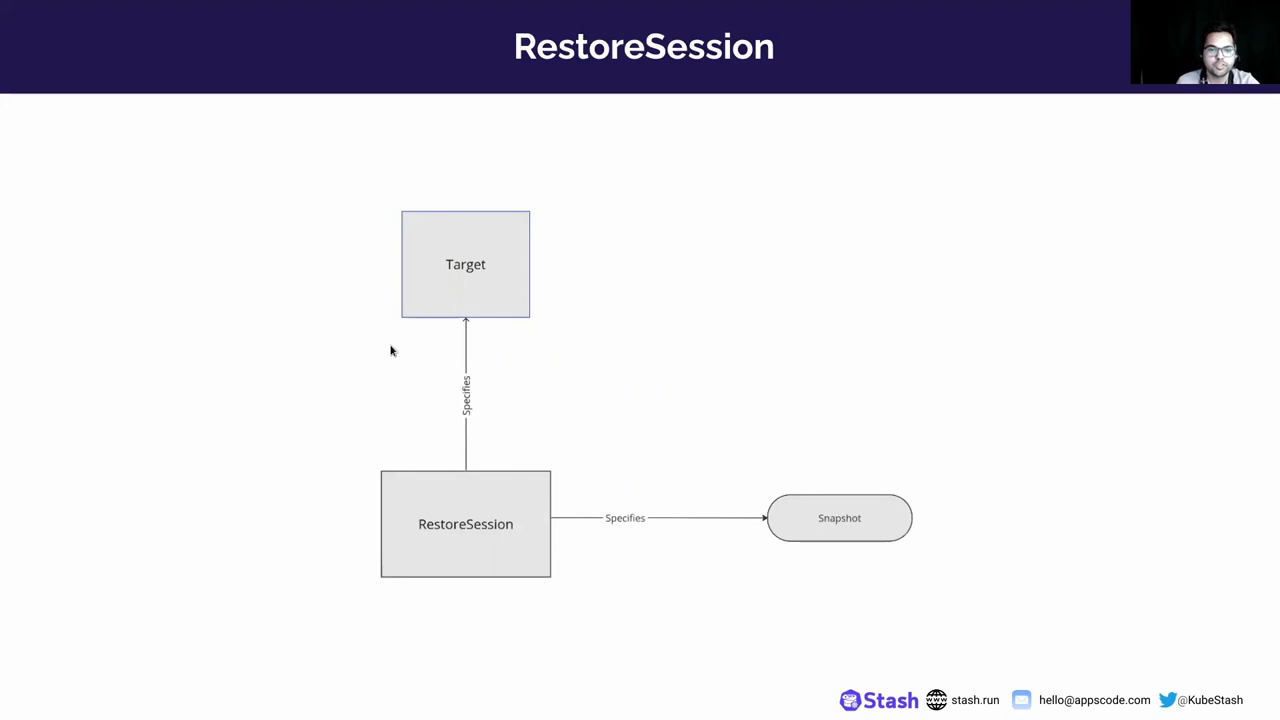 RestoreSession
Target
Specifies
RestoreSession
Specifies
Snapshot
Stash
stash.run
hello@appscode.com
@KubeStash